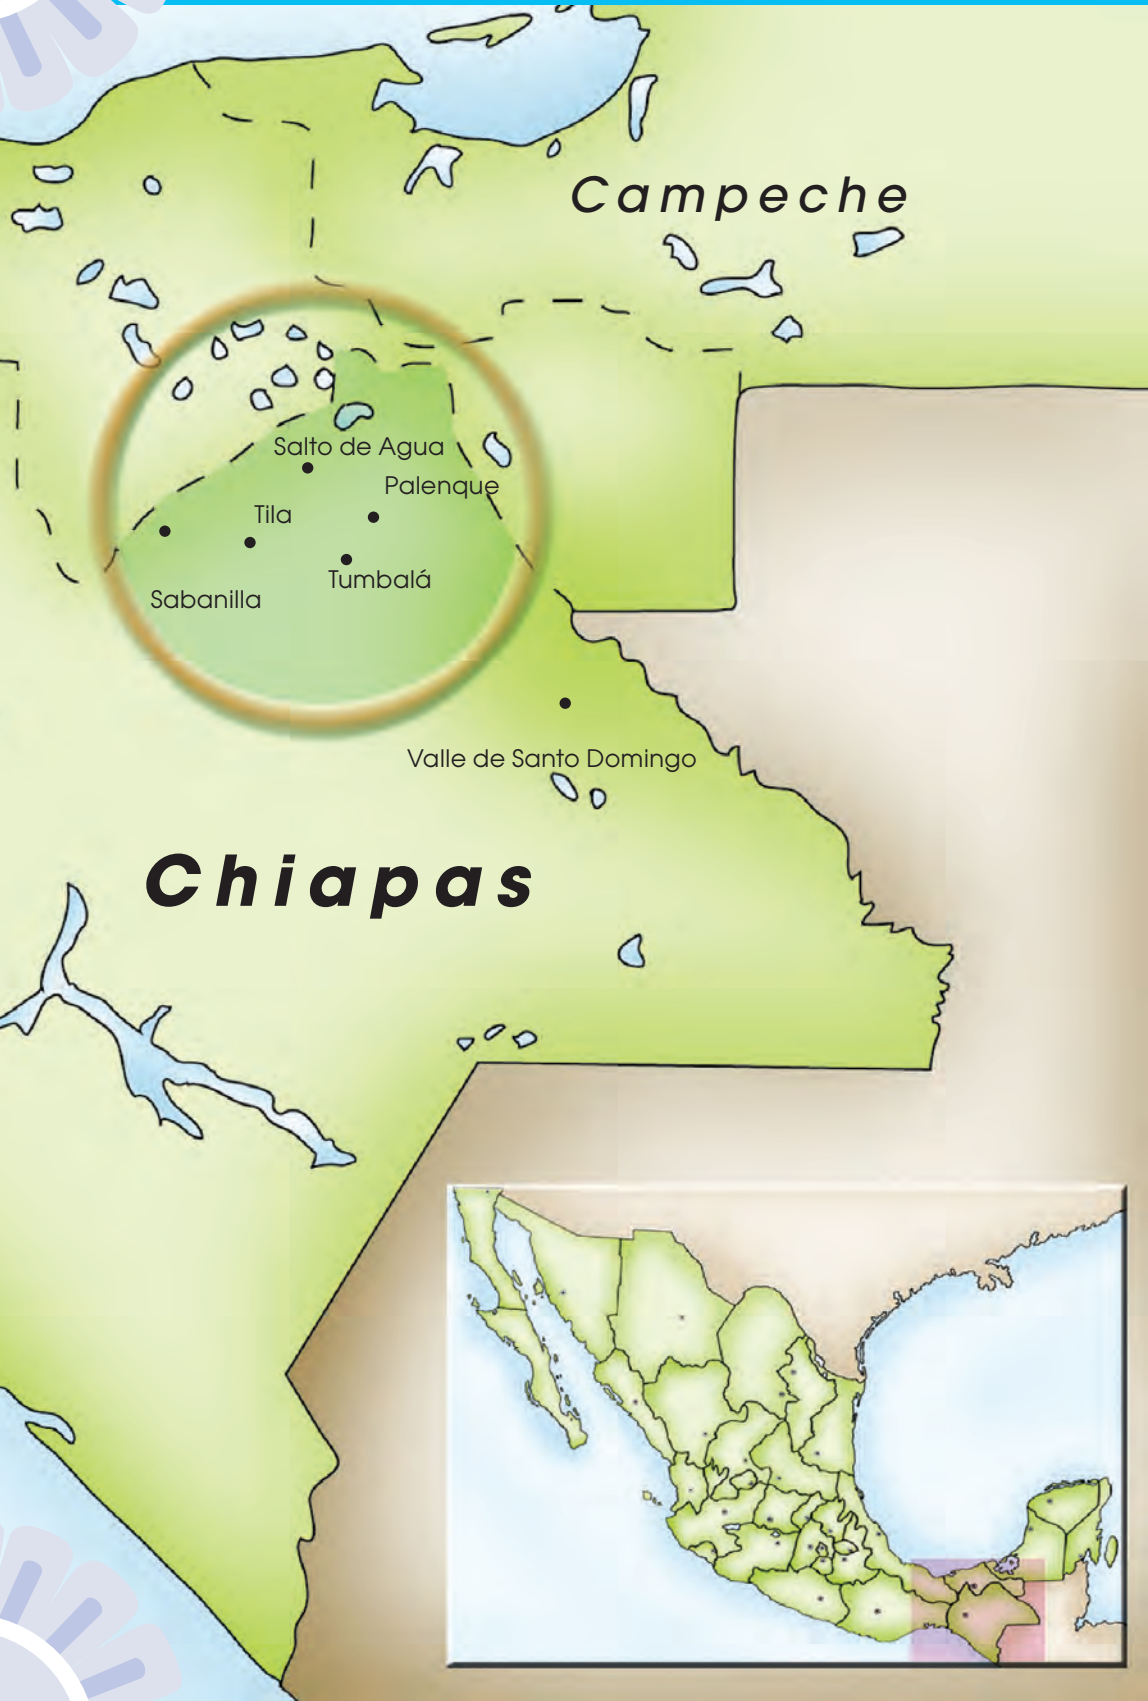 Campeche
Salto de Agua
Palenque
Tila
Tumbalá
Sabanilla
Valle de Santo Domingo
Chiapas